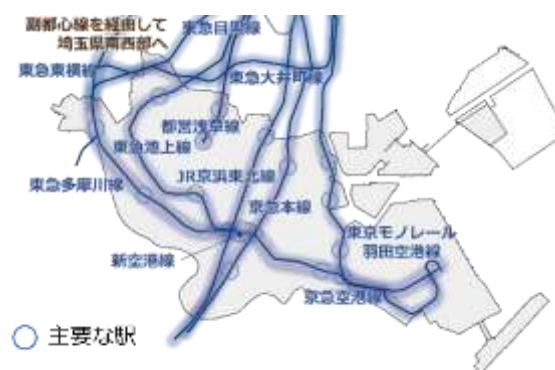 副都心線を経由して
埼玉県南西部へ
東急目黒線
東急東横線
東急大井町線
都営浅草線
東急池上線
JR京浜東北線
東急多摩川線
京急本線
東京モノレール
羽田空港線
新空港線
京急空港線
主要な駅